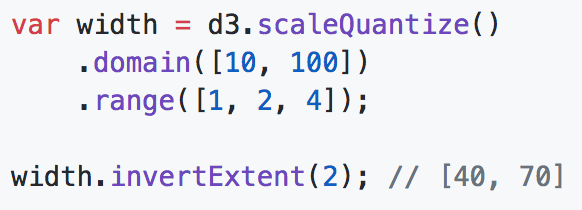 var width = d3.scaleQuantize()
    .domain([10, 100])
    .range([1, 2, 4]);

width.invertExtent(2); // [40, 70]